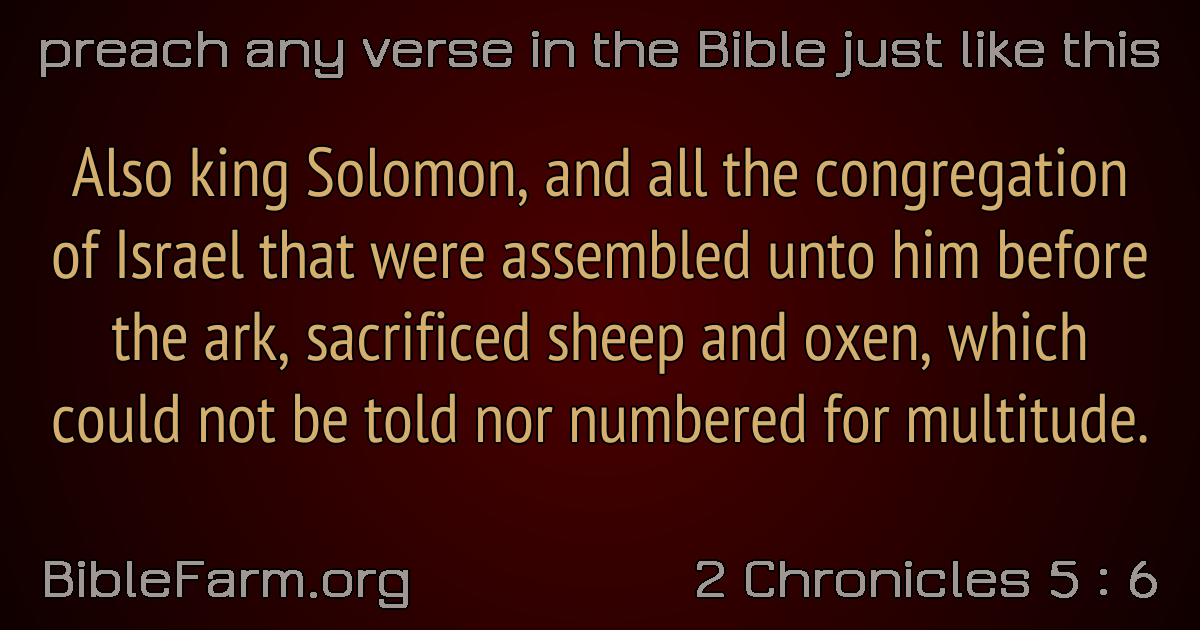 preach any verse in the Bible just like this
Also king Solomon, and all the congregation
of Israel that were assembled unto him before
the ark, sacrificed sheep and oxen, which
could not be told nor numbered for multitude.
BibleFarm.org
2 Chronicles 5 : 6